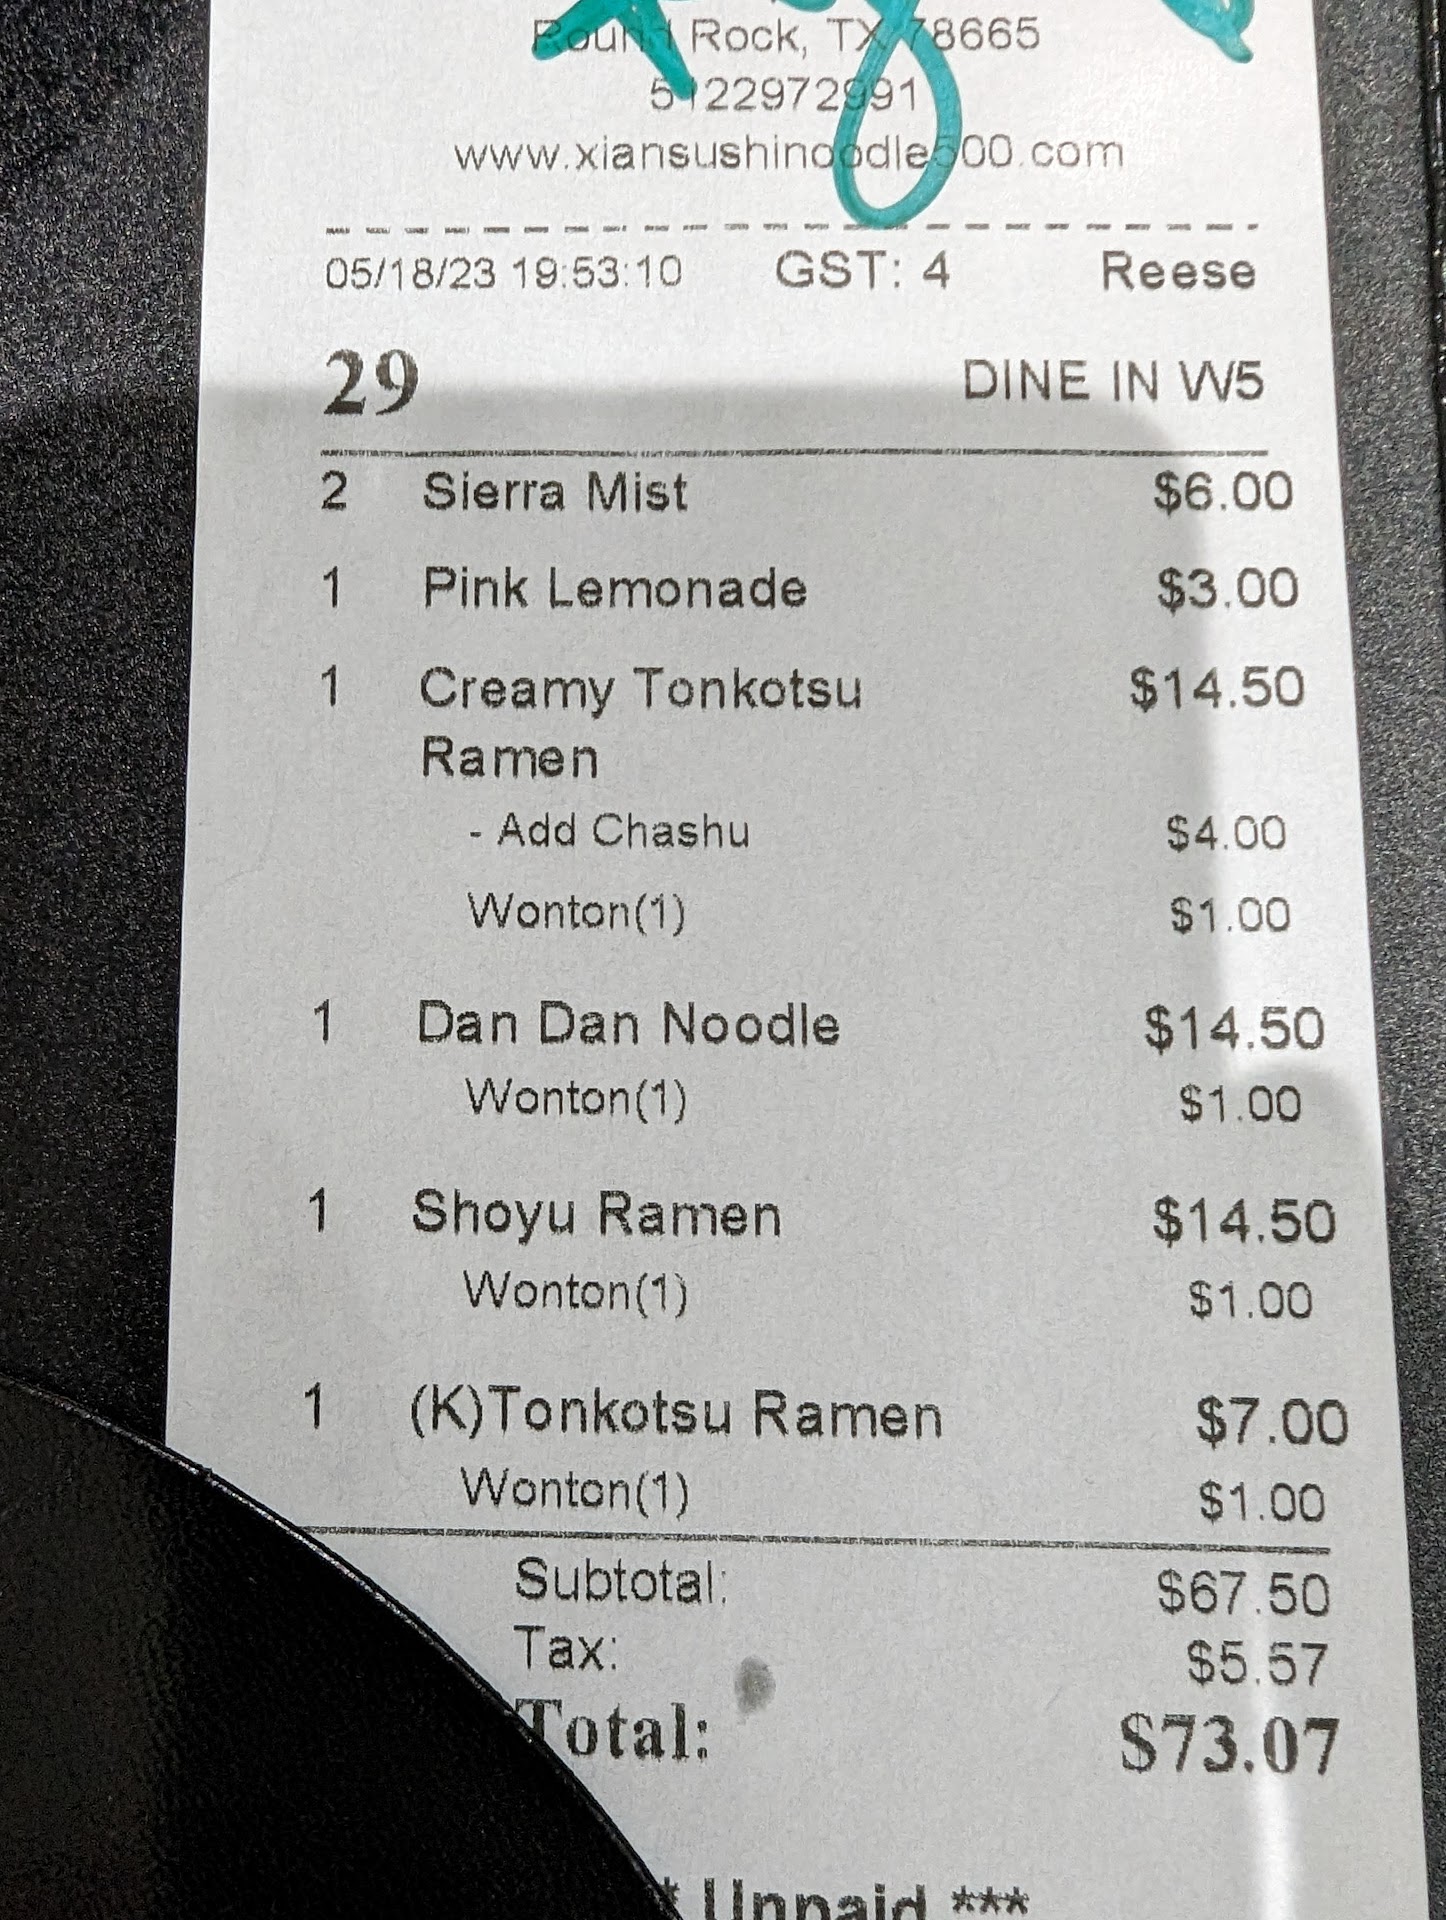 Round Rock, TX 78665
5122972991
www.xiansushinoodle500.com
05/18/23 19:53:10 GST: 4 Reese
29 DINE IN W5
2 Sierra Mist $6.00
1 Pink Lemonade $3.00
1 Creamy Tonkotsu $14.50
Ramen
- Add Chashu $4.00
Wonton(1) $1.00
1 Dan Dan Noodle $14.50
Wonton(1) $1.00
1 Shoyu Ramen $14.50
Wonton(1) $1.00
1 (K)Tonkotsu Ramen $7.00
Wonton(1) $1.00
Subtotal: $67.50
Tax: $5.57
Total: $73.07
* Unpaid ***